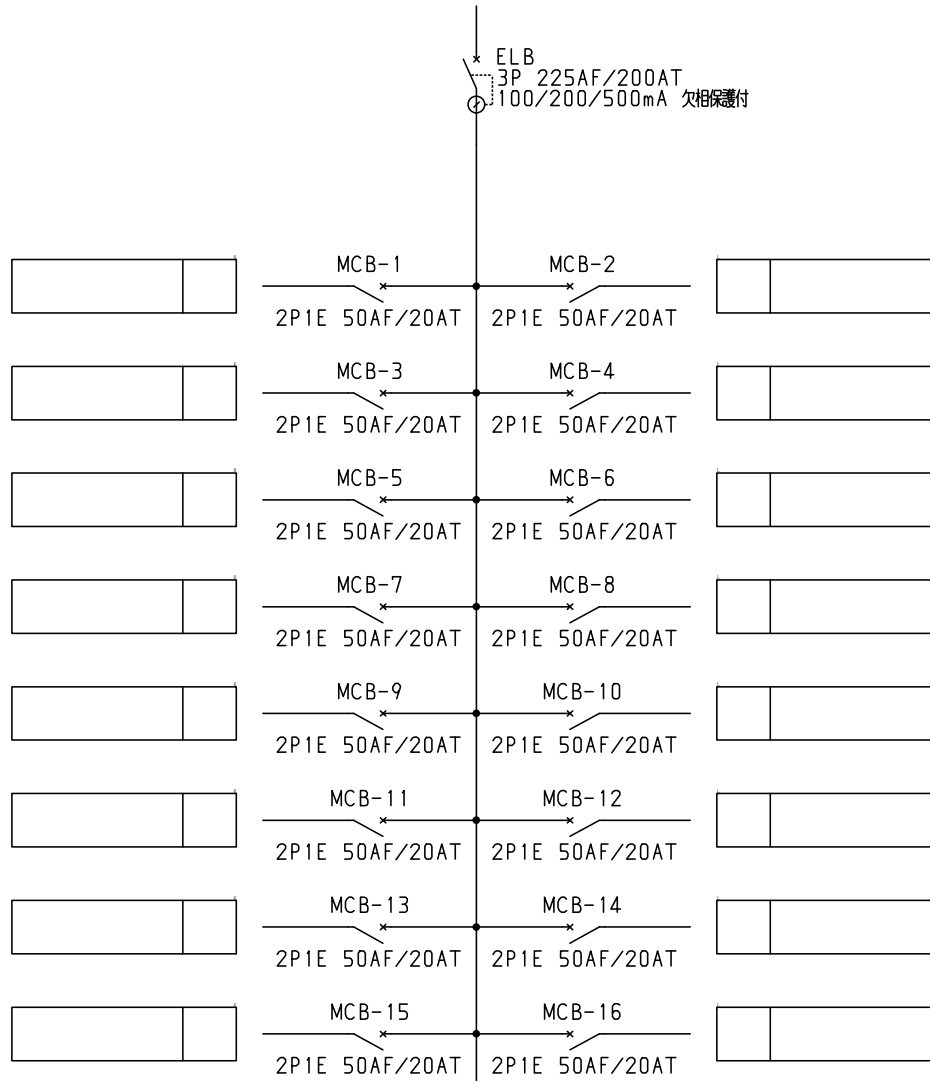 ELB
3P 225AF/200AT
100/200/500mA 欠相保護付
MCB-1
MCB-2
2P1E 50AF/20AT
2P1E 50AF/20AT
MCB-3
MCB-4
2P1E 50AF/20AT
2P1E 50AF/20AT
MCB-5
MCB-6
2P1E 50AF/20AT
2P1E 50AF/20AT
MCB-7
MCB-8
2P1E 50AF/20AT
2P1E 50AF/20AT
MCB-9
MCB-10
2P1E 50AF/20AT
2P1E 50AF/20AT
MCB-11
MCB-12
2P1E 50AF/20AT
2P1E 50AF/20AT
MCB-13
MCB-14
2P1E 50AF/20AT
2P1E 50AF/20AT
MCB-15
MCB-16
2P1E 50AF/20AT
2P1E 50AF/20AT